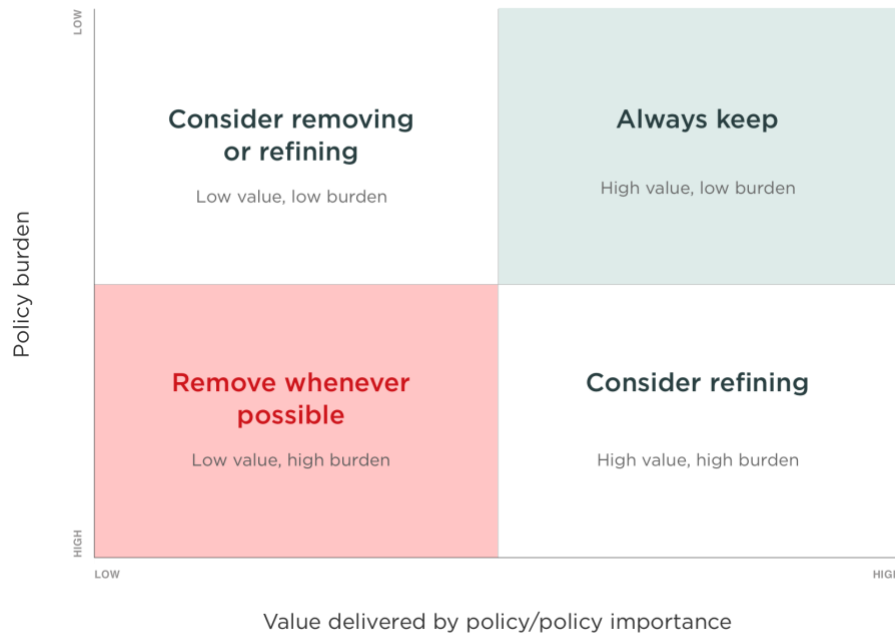 LOW
Consider removing
or refining
Low value, low burden
Always keep
High value, low burden
Policy burden
Remove whenever
possible
Low value, high burden
Consider refining
High value, high burden
HIGH
LOW
HIGH
Value delivered by policy/policy importance